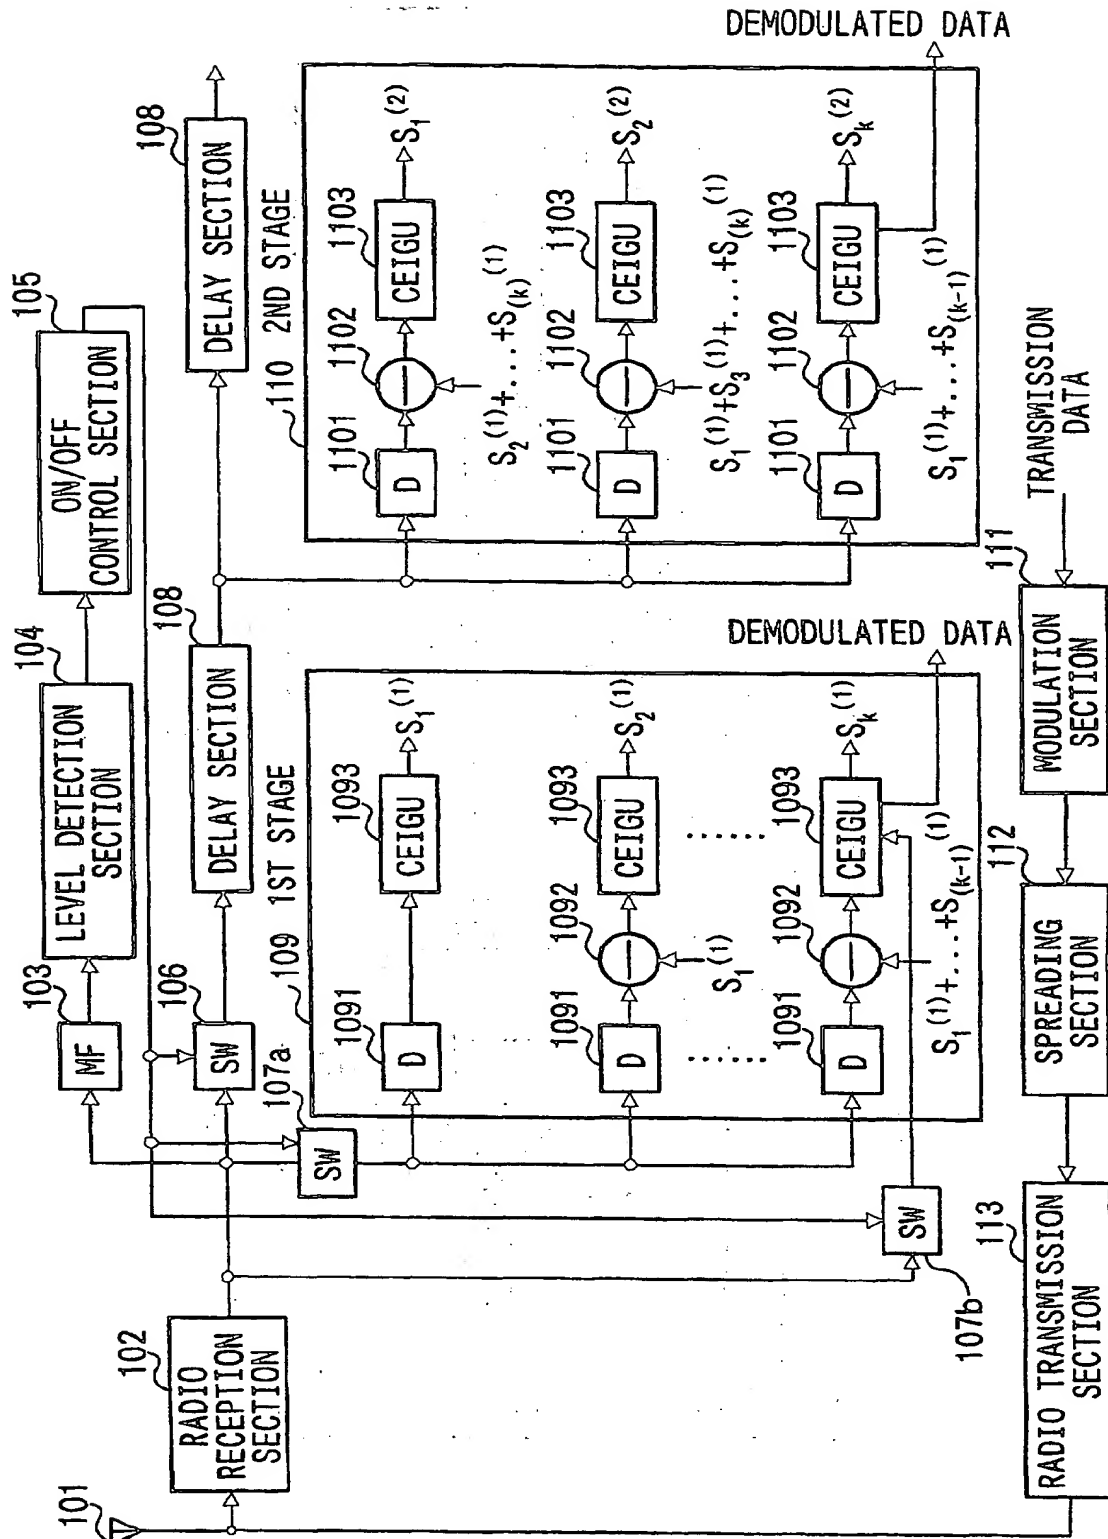 101
102
RADIO
RECEPTION
SECTION
103
MF
104
LEVEL DETECTION
SECTION
105
ON/OFF
CONTROL SECTION
106
SW
108
DELAY SECTION
108
DELAY SECTION
107a
SW
107b
SW
109
1ST STAGE
1091
D
1093
CEIGU
S₁⁽¹⁾
1091
D
1092
—
S₁⁽¹⁾
1093
CEIGU
S₂⁽¹⁾
......
......
1091
D
1092
—
S₁⁽¹⁾+...+S₍ₖ₋₁₎⁽¹⁾
1093
CEIGU
Sₖ⁽¹⁾
DEMODULATED DATA
110
2ND STAGE
1101
D
1102
—
S₂⁽¹⁾+...+S₍ₖ₎⁽¹⁾
1103
CEIGU
S₁⁽²⁾
1101
D
1102
—
S₁⁽¹⁾+S₃⁽¹⁾+...+S₍ₖ₎⁽¹⁾
1103
CEIGU
S₂⁽²⁾
1101
D
1102
—
S₁⁽¹⁾+...+S₍ₖ₋₁₎⁽¹⁾
1103
CEIGU
Sₖ⁽²⁾
DEMODULATED DATA
TRANSMISSION
DATA
111
MODULATION
SECTION
112
SPREADING
SECTION
113
RADIO TRANSMISSION
SECTION